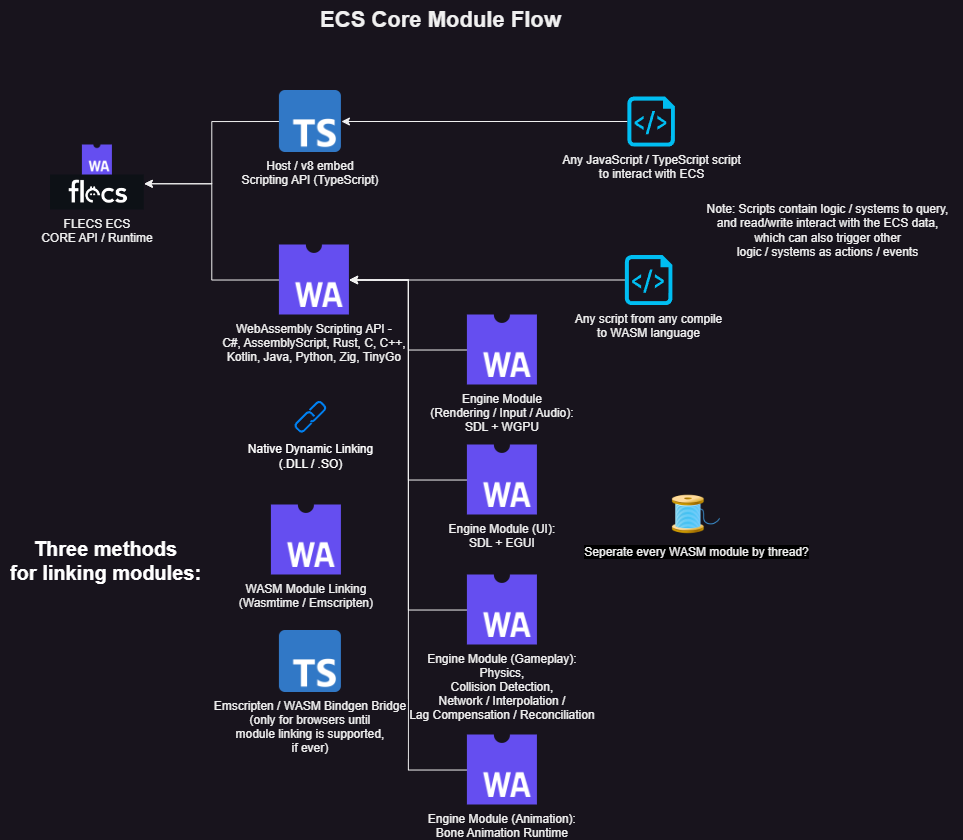 ECS Core Module Flow
TS
</>
Host / v8 embed
Scripting API (TypeScript)
Any JavaScript / TypeScript script
to interact with ECS
WA
flecs
FLECS ECS
CORE API / Runtime
Note: Scripts contain logic / systems to query,
and read/write interact with the ECS data,
which can also trigger other
logic / systems as actions / events
WA
</>
WebAssembly Scripting API -
C#, AssemblyScript, Rust, C, C++,
Kotlin, Java, Python, Zig, TinyGo
Any script from any compile
to WASM language
WA
Engine Module
(Rendering / Input / Audio):
SDL + WGPU
Native Dynamic Linking
(.DLL / .SO)
WA
Engine Module (UI):
SDL + EGUI
Seperate every WASM module by thread?
Three methods
for linking modules:
WA
WASM Module Linking
(Wasmtime / Emscripten)
WA
Engine Module (Gameplay):
Physics,
Collision Detection,
Network / Interpolation /
Lag Compensation / Reconciliation
TS
Emscripten / WASM Bindgen Bridge
(only for browsers until
module linking is supported,
if ever)
WA
Engine Module (Animation):
Bone Animation Runtime